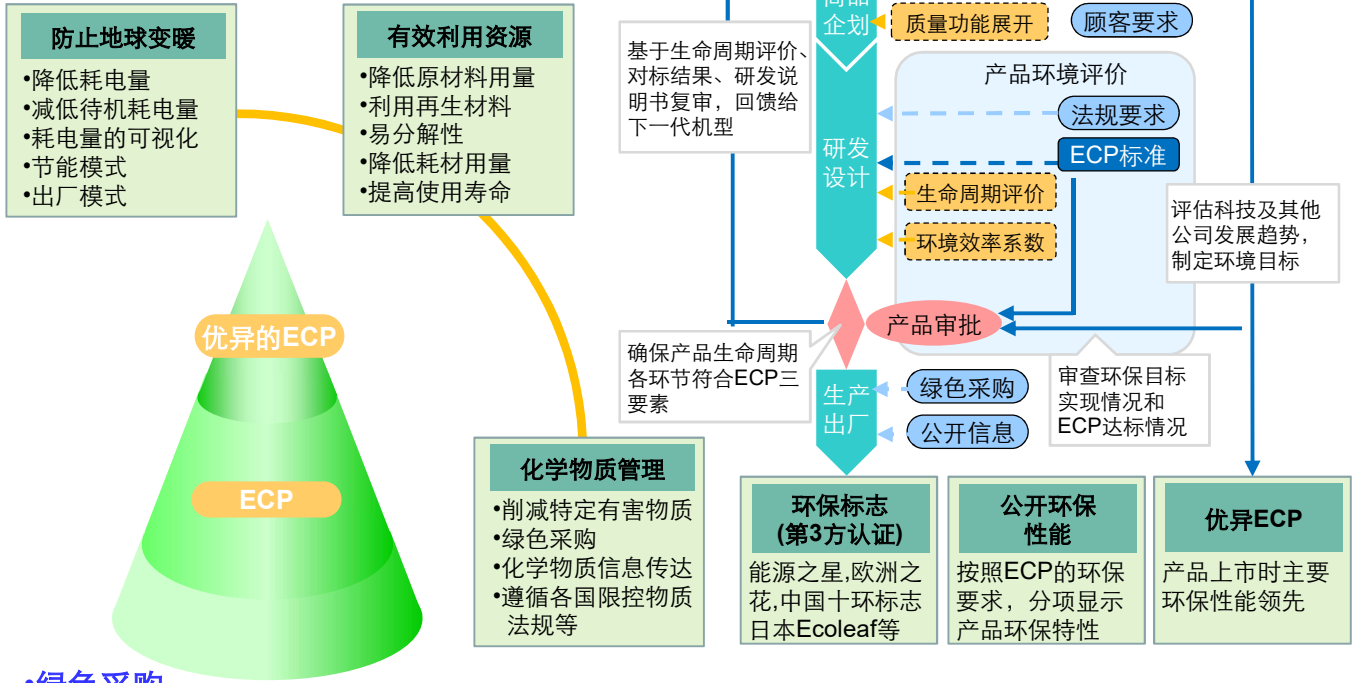 防止地球变暖
•降低耗电量
•减低待机耗电量
•耗电量的可视化
•节能模式
•出厂模式
有效利用资源
•降低原材料用量
•利用再生材料
•易分解性
•降低耗材用量
•提高使用寿命
优异的ECP
ECP
化学物质管理
•削减特定有害物质
•绿色采购
•化学物质信息传达
•遵循各国限控物质
法规等
•绿色采购
商品
企划
质量功能展开
顾客要求
基于生命周期评价、
对标结果、研发说
明书复审，回馈给
下一代机型
产品环境评价
法规要求
ECP标准
研发
设计
生命周期评价
环境效率系数
评估科技及其他
公司发展趋势，
制定环境目标
产品审批
确保产品生命周期
各环节符合ECP三
要素
审查环保目标
实现情况和
ECP达标情况
生产
出厂
绿色采购
公开信息
环保标志
(第3方认证)
能源之星,欧洲之
花,中国十环标志
日本Ecoleaf等
公开环保
性能
按照ECP的环保
要求，分项显示
产品环保特性
优异ECP
产品上市时主要
环保性能领先